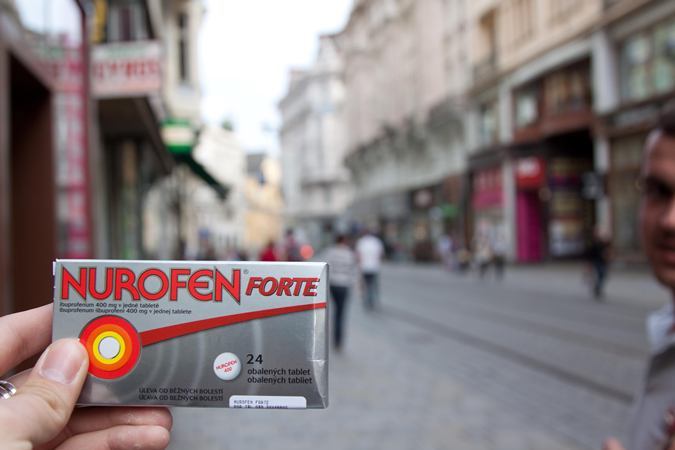 NUROFEN® FORTE
ibuprofenum 400 mg v jedné tabletě
Ibuprofenum (ibuprofen) 400 mg v jednej tablete
NUROFEN
400
24
obalených tablet
obalených tabliet
ÚLEVA OD BĚŽNÝCH BOLESTÍ
ÚĽAVA OD BEŽNÝCH BOLESTÍ
NUROFEN FORTE